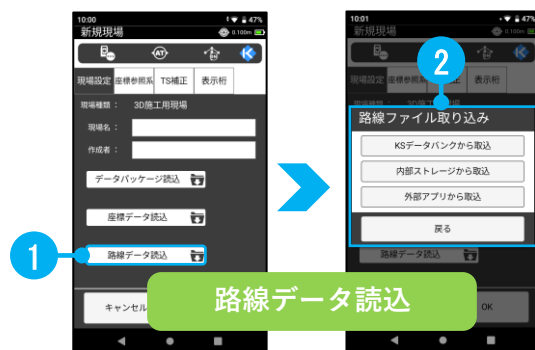 10:00
47%
新規現場
0.100m
AT
現場設定
座標参照系
TS補正
表示桁
現場種類：
3D施工用現場
現場名：
作成者：
データパッケージ読込
座標データ読込
1
路線データ読込
キャンセル
10:01
47%
新規現場
0.100m
2
現場設定
座標参照系
補正
表示桁
現場種類：
路線ファイル取り込み
KSデータバンクから取込
内部ストレージから取込
外部アプリから取込
戻る
路線データ読込
OK
路線データ読込